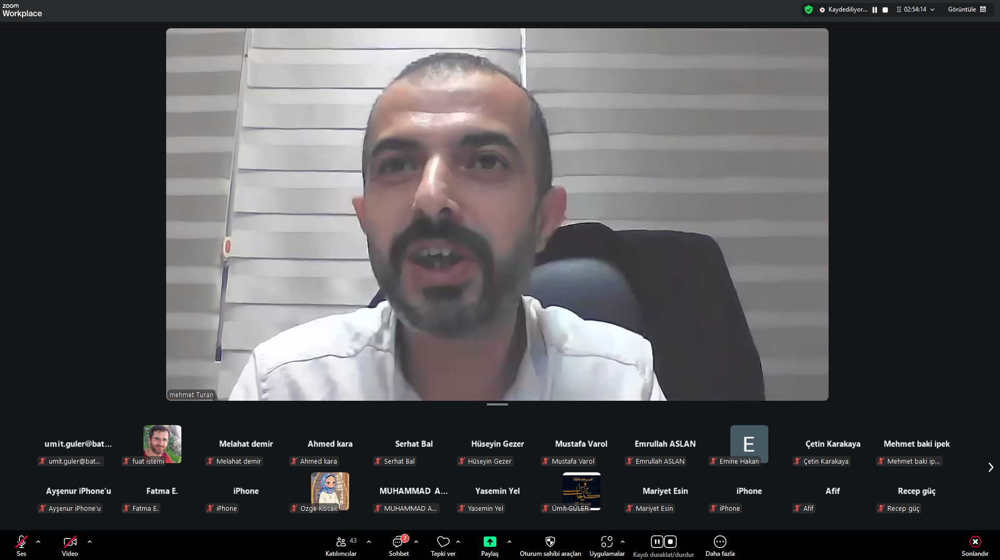 zoom
Workplace
Kaydediliyor...
02:54:14
Görüntüle
mehmet Turan
umit.guler@bat...
Melahat demir
Ahmed kara
Serhat Bal
Hüseyin Gezer
Mustafa Varol
Emrullah ASLAN
E
Çetin Karakaya
Mehmet baki ipek
umit.guler@bat...
fuat istemi
Melahat demir
Ahmed kara
Serhat Bal
Hüseyin Gezer
Mustafa Varol
Emrullah ASLAN
Emine Hakan
Çetin Karakaya
Mehmet baki ip...
Ayşenur iPhone'u
Fatma E.
iPhone
MUHAMMAD A...
Yasemin Yel
Mariyet Esin
iPhone
Afif
Recep güç
Ayşenur iPhone'u
Fatma E.
iPhone
Ozge Kocak
MUHAMMAD A...
Yasemin Yel
Ümit GÜLER
Mariyet Esin
iPhone
Afif
Recep güç
Ses
Video
Katılımcılar
43
Sohbet
2
Tepki ver
Paylaş
Oturum sahibi araçları
Uygulamalar
Kaydı duraklat/durdur
Daha fazla
Sonlandır